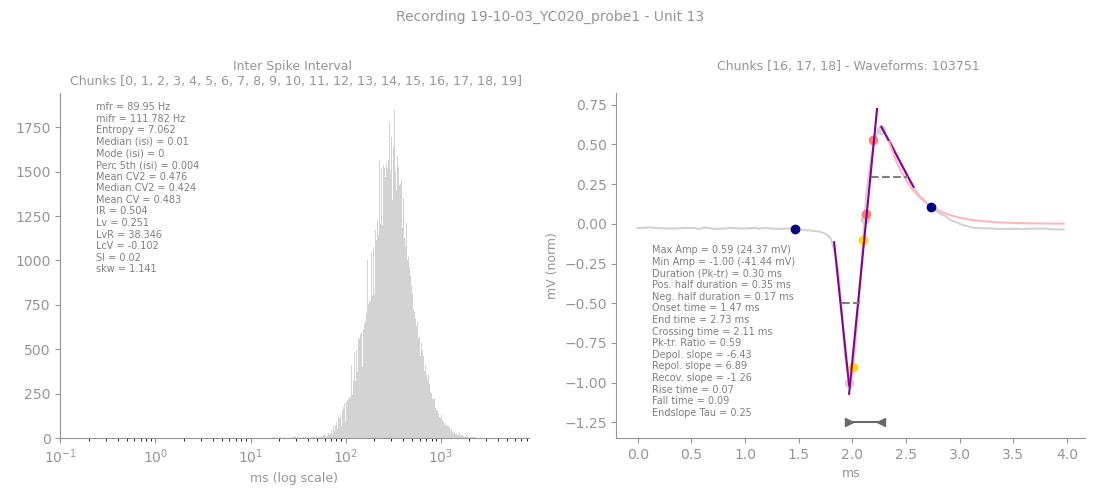 Recording 19-10-03_YC020_probe1 - Unit 13
Inter Spike Interval
Chunks [0, 1, 2, 3, 4, 5, 6, 7, 8, 9, 10, 11, 12, 13, 14, 15, 16, 17, 18, 19]
mfr = 89.95 Hz
mifr = 111.782 Hz
Entropy = 7.062
Median (isi) = 0.01
Mode (isi) = 0
Perc 5th (isi) = 0.004
Mean CV2 = 0.476
Median CV2 = 0.424
Mean CV = 0.483
IR = 0.504
Lv = 0.251
LvR = 38.346
LcV = -0.102
SI = 0.02
skw = 1.141
1750
1500
1250
1000
750
500
250
0
10⁻¹ 10⁰ 10¹ 10² 10³
ms (log scale)
Chunks [16, 17, 18] - Waveforms: 103751
mV (norm)
0.75
0.50
0.25
0.00
−0.25
−0.50
−0.75
−1.00
−1.25
Max Amp = 0.59 (24.37 mV)
Min Amp = -1.00 (-41.44 mV)
Duration (Pk-tr) = 0.30 ms
Pos. half duration = 0.35 ms
Neg. half duration = 0.17 ms
Onset time = 1.47 ms
End time = 2.73 ms
Crossing time = 2.11 ms
Pk-tr. Ratio = 0.59
Depol. slope = -6.43
Repol. slope = 6.89
Recov. slope = -1.26
Rise time = 0.07
Fall time = 0.09
Endslope Tau = 0.25
0.0 0.5 1.0 1.5 2.0 2.5 3.0 3.5 4.0
ms